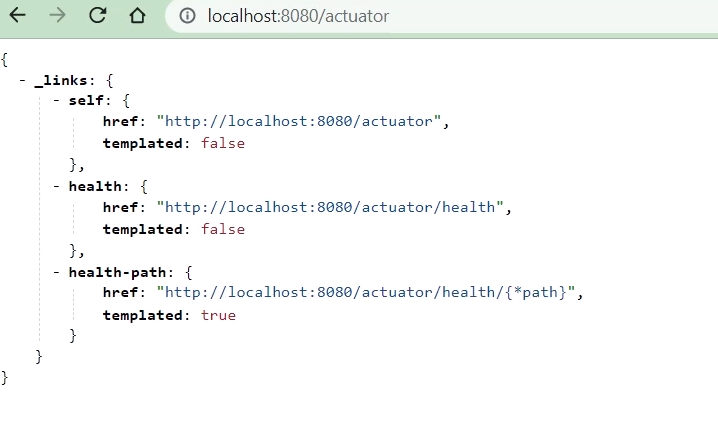 localhost:8080/actuator
{
- _links: {
- self: {
href: "http://localhost:8080/actuator",
templated: false
},
- health: {
href: "http://localhost:8080/actuator/health",
templated: false
},
- health-path: {
href: "http://localhost:8080/actuator/health/{*path}",
templated: true
}
}
}